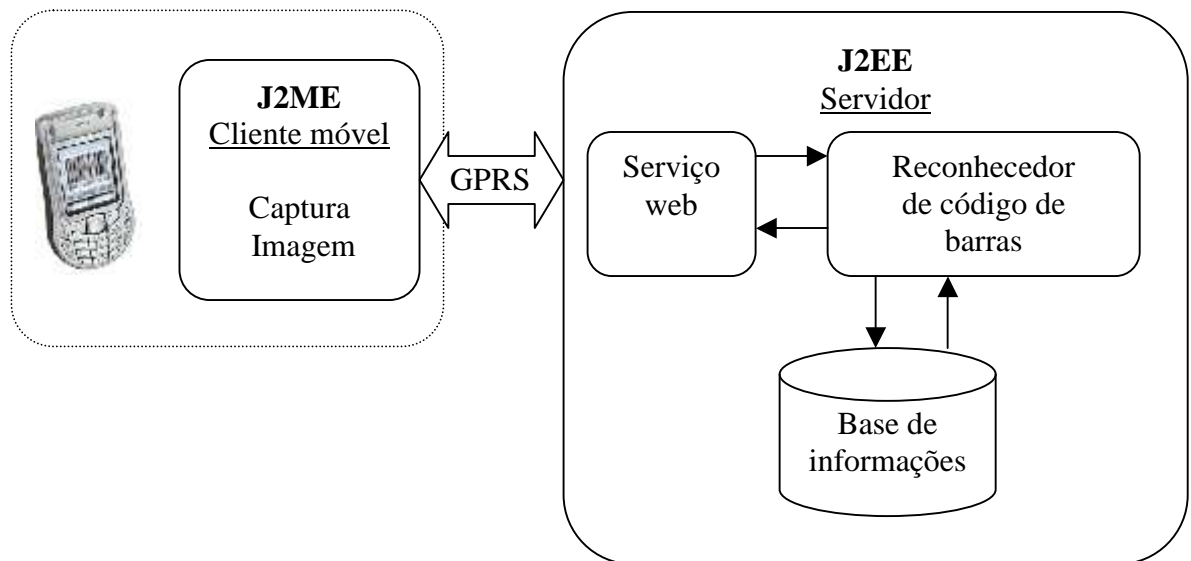 J2ME
Cliente móvel
Captura
Imagem
GPRS
J2EE
Servidor
Serviço
web
Reconhecedor
de código de
barras
Base de
informações